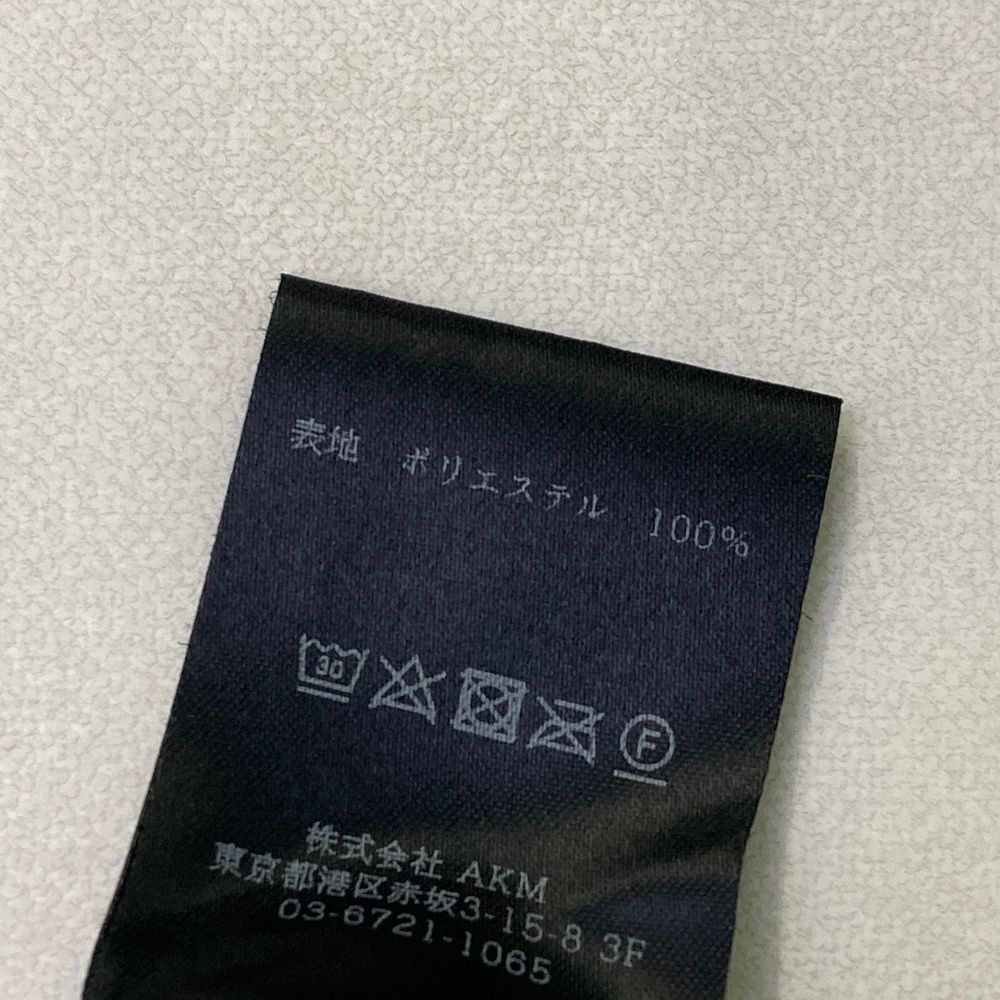 表地 ポリエステル 100%
30
F
株式会社 AKM
東京都港区赤坂3-15-8 3F
03-6721-1065